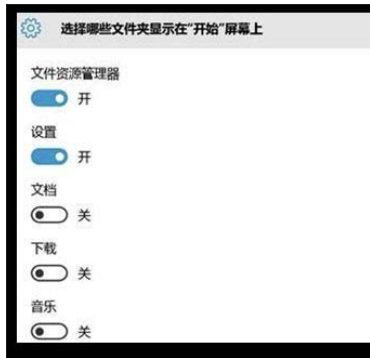 选择哪些文件夹显示在“开始”屏幕上
文件资源管理器
开
设置
开
文档
关
下载
关
音乐
关